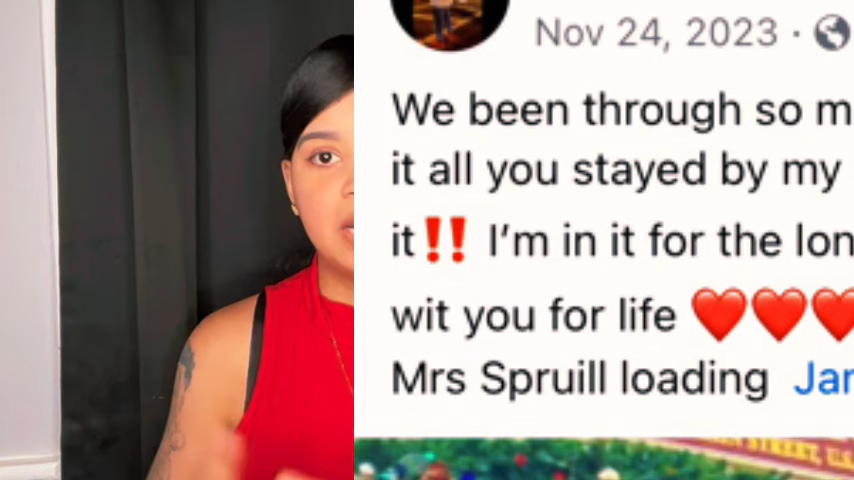 Nov 24, 2023 ·
We been through so m
it all you stayed by my
it‼️ I'm in it for the lon
wit you for life ❤️❤️❤️
Mrs Spruill loading Jar
STREET, U.S.